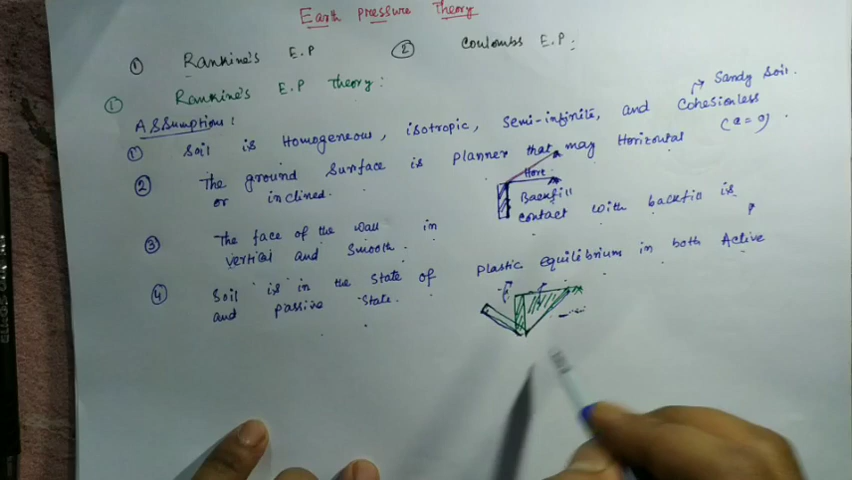 Earth Pressure Theory
① Rankine's E.P ② Coulombs E.P :
① Rankine's E.P Theory :
Assumptions :
→ Sandy Soil.
① Soil is Homogeneous, isotropic, Semi-infinite, and Cohesionless
(c = 0).
② The ground surface is planner that may Horizontal
or inclined.
Hori
Backfill
③ The face of the wall in contact with backfill is
vertical and smooth.
④ Soil is in the state of plastic equilibrium in both Active
and passive state.